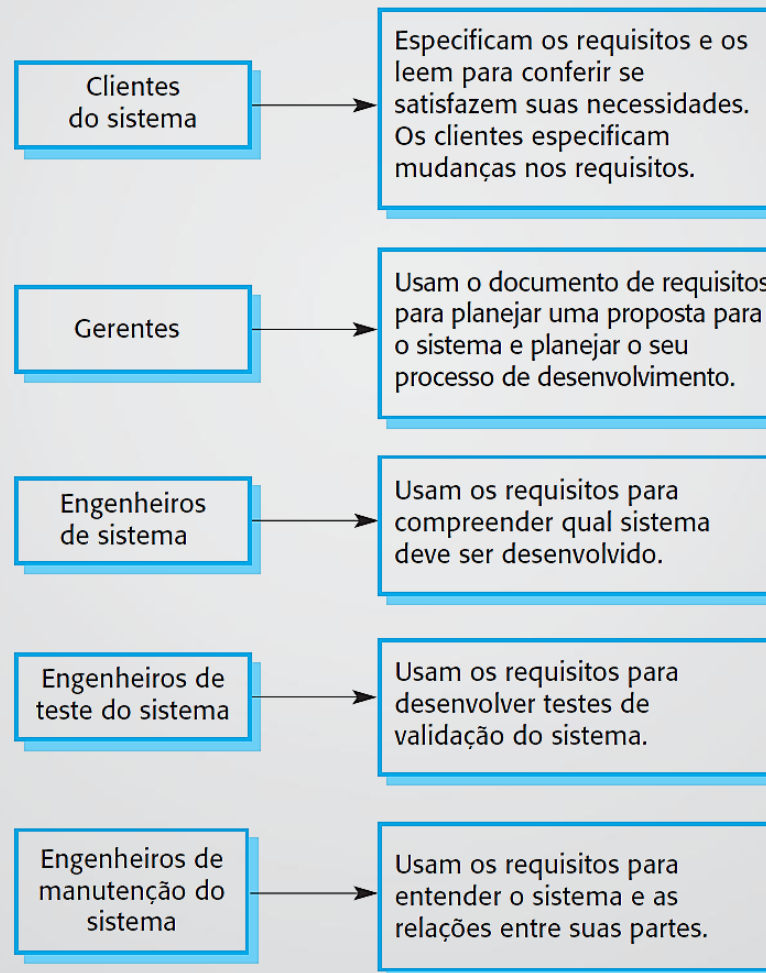 Clientes
do sistema
Especificam os requisitos e os
leem para conferir se
satisfazem suas necessidades.
Os clientes especificam
mudanças nos requisitos.
Gerentes
Usam o documento de requisitos
para planejar uma proposta para
o sistema e planejar o seu
processo de desenvolvimento.
Engenheiros
de sistema
Usam os requisitos para
compreender qual sistema
deve ser desenvolvido.
Engenheiros de
teste do sistema
Usam os requisitos para
desenvolver testes de
validação do sistema.
Engenheiros de
manutenção do
sistema
Usam os requisitos para
entender o sistema e as
relações entre suas partes.